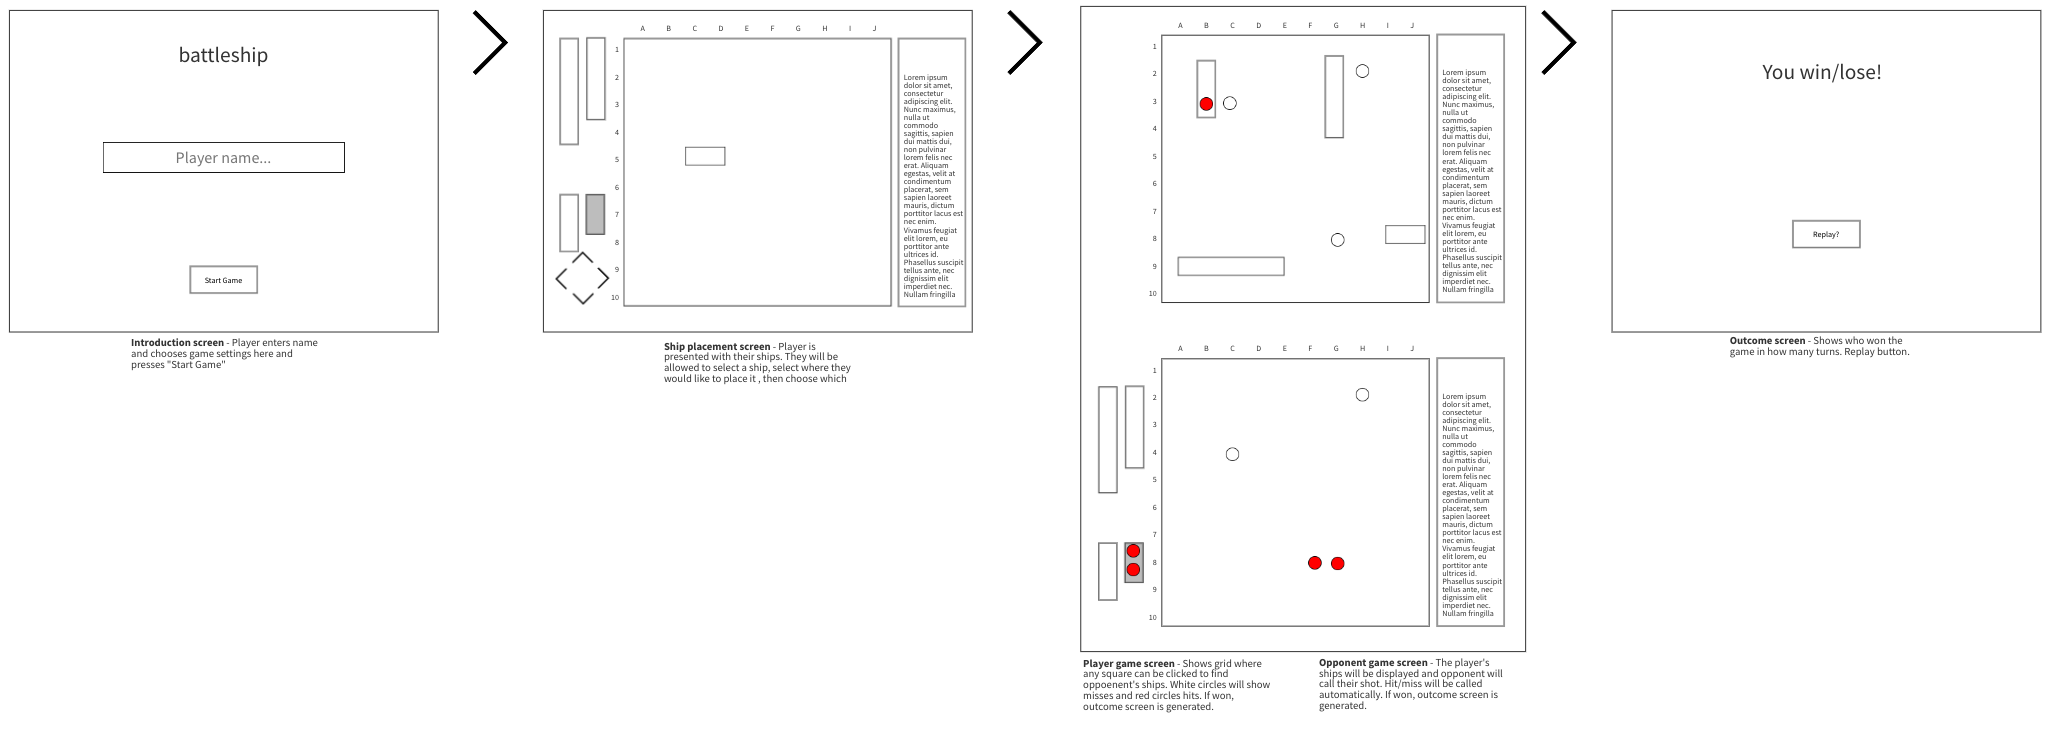 battleship
Player name...
Start Game
Introduction screen - Player enters name
and chooses game settings here and
presses "Start Game"
A B C D E F G H I J
1
2
3
4
5
6
7
8
9
10
Lorem ipsum
dolor sit amet,
consectetur
adipiscing elit.
Nunc maximus,
nulla ut
commodo
sagittis, sapien
dui mattis dui,
non pulvinar
lorem felis nec
erat. Aliquam
egestas, velit at
condimentum
placerat, sem
sapien laoreet
mauris, dictum
porttitor lacus est
nec enim.
Vivamus feugiat
elit lorem, eu
porttitor ante
ultrices id.
Phasellus suscipit
tellus ante, nec
dignissim elit
imperdiet nec.
Nullam fringilla
Ship placement screen - Player is
presented with their ships. They will be
allowed to select a ship, select where they
would like to place it , then choose which
A B C D E F G H I J
1
2
3
4
5
6
7
8
9
10
Lorem ipsum
dolor sit amet,
consectetur
adipiscing elit.
Nunc maximus,
nulla ut
commodo
sagittis, sapien
dui mattis dui,
non pulvinar
lorem felis nec
erat. Aliquam
egestas, velit at
condimentum
placerat, sem
sapien laoreet
mauris, dictum
porttitor lacus est
nec enim.
Vivamus feugiat
elit lorem, eu
porttitor ante
ultrices id.
Phasellus suscipit
tellus ante, nec
dignissim elit
imperdiet nec.
Nullam fringilla
A B C D E F G H I J
1
2
3
4
5
6
7
8
9
10
Lorem ipsum
dolor sit amet,
consectetur
adipiscing elit.
Nunc maximus,
nulla ut
commodo
sagittis, sapien
dui mattis dui,
non pulvinar
lorem felis nec
erat. Aliquam
egestas, velit at
condimentum
placerat, sem
sapien laoreet
mauris, dictum
porttitor lacus est
nec enim.
Vivamus feugiat
elit lorem, eu
porttitor ante
ultrices id.
Phasellus suscipit
tellus ante, nec
dignissim elit
imperdiet nec.
Nullam fringilla
Player game screen - Shows grid where
any square can be clicked to find
oppoenent's ships. White circles will show
misses and red circles hits. If won,
outcome screen is generated.
Opponent game screen - The player's
ships will be displayed and opponent will
call their shot. Hit/miss will be called
automatically. If won, outcome screen is
generated.
You win/lose!
Replay?
Outcome screen - Shows who won the
game in how many turns. Replay button.